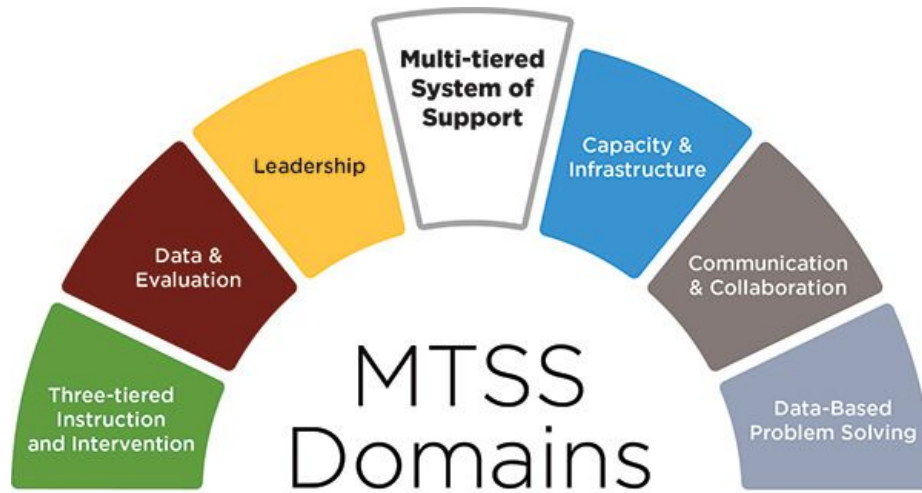 Multi-tiered
System of
Support
Leadership
Capacity &
Infrastructure
Data &
Evaluation
Communication
& Collaboration
Three-tiered
Instruction
and Intervention
Data-Based
Problem Solving
MTSS
Domains